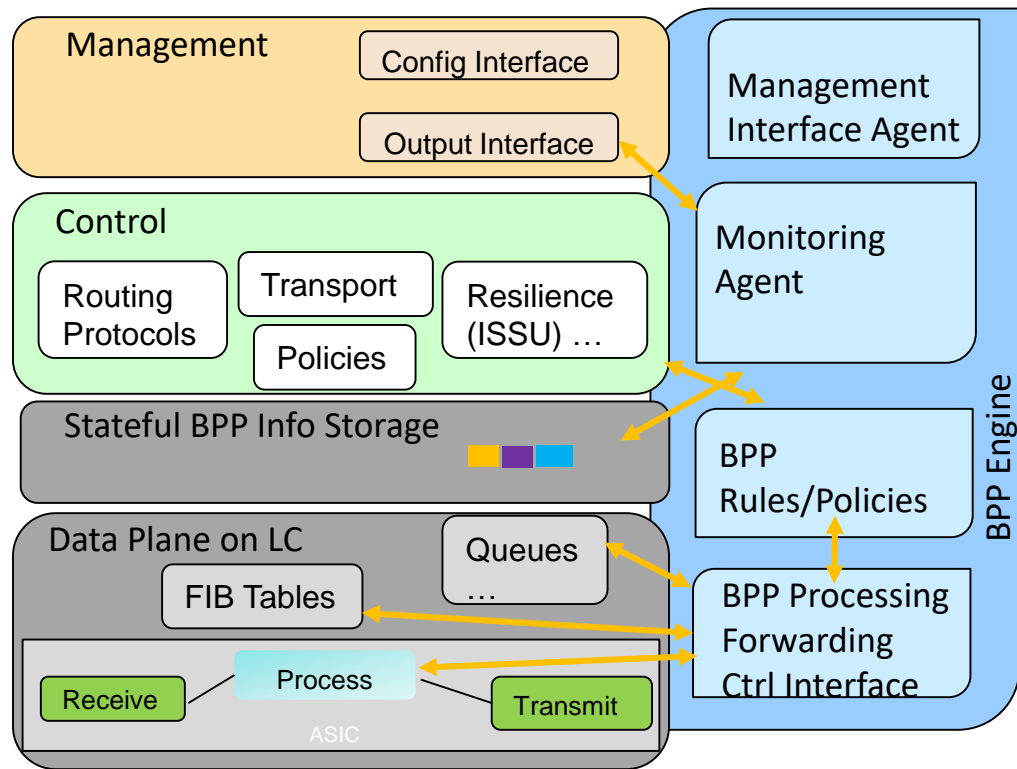 Management
Config Interface
Output Interface
Management
Interface Agent
Control
Routing
Protocols
Transport
Policies
Resilience
(ISSU) …
Monitoring
Agent
Stateful BPP Info Storage
BPP
Rules/Policies
BPP Engine
Data Plane on LC
Queues
…
FIB Tables
BPP Processing
Forwarding
Ctrl Interface
Receive
Process
Transmit
ASIC